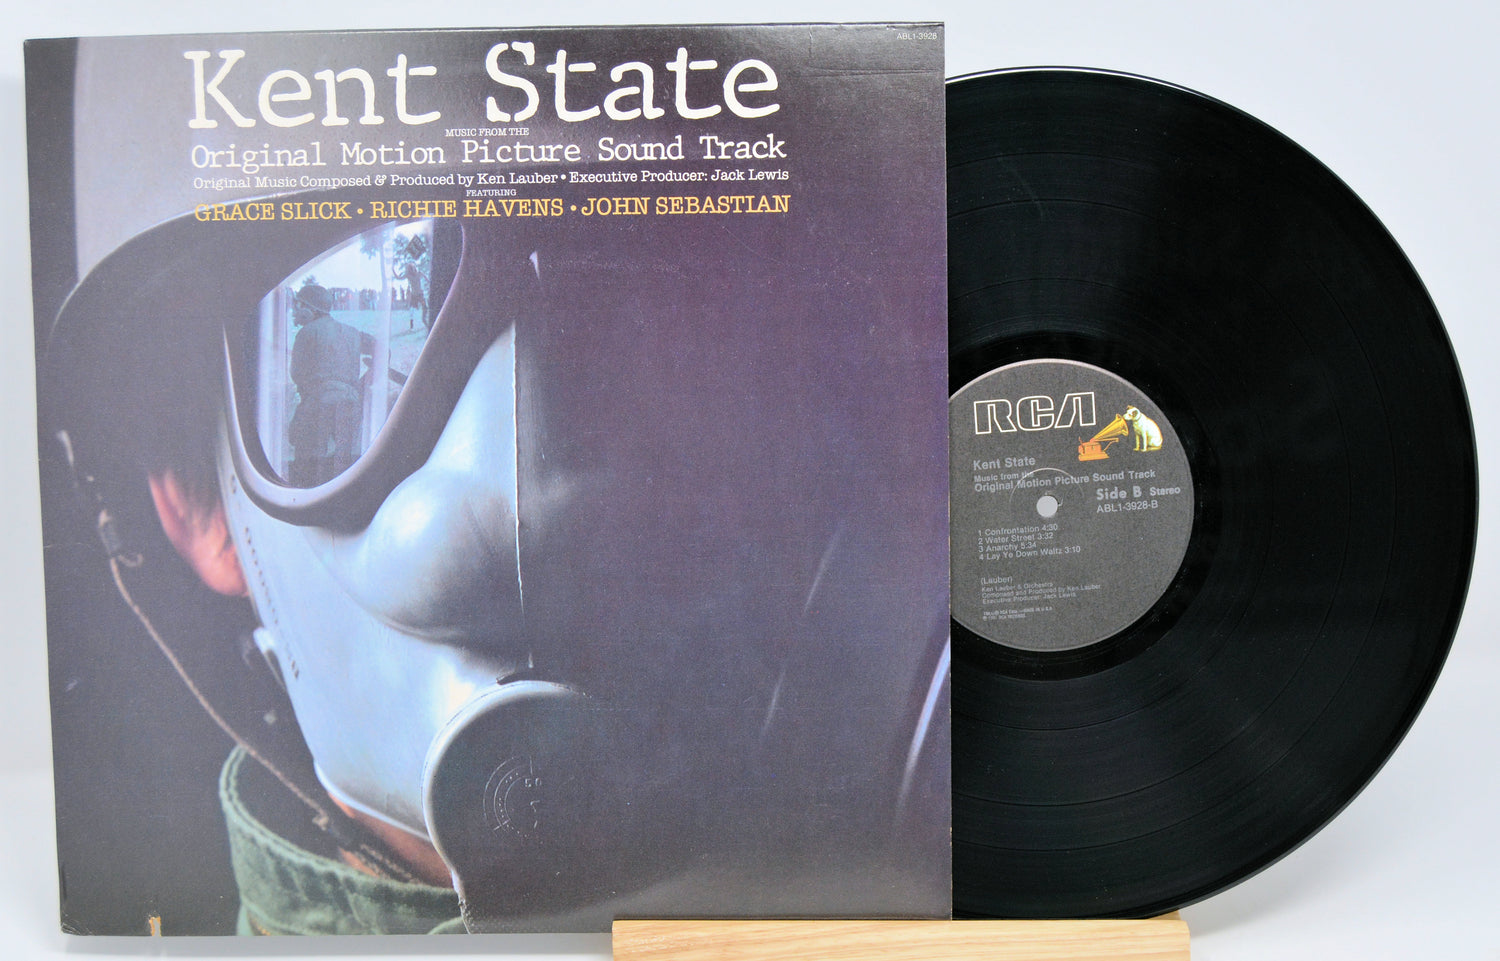 ABL1-3928
Kent State
MUSIC FROM THE
Original Motion Picture Sound Track
Original Music Composed & Produced by Ken Lauber • Executive Producer: Jack Lewis
FEATURING
GRACE SLICK • RICHIE HAVENS • JOHN SEBASTIAN
RCA
Kent State
Music from the
Original Motion Picture Sound Track
Side B Stereo
ABL1-3928-B
1 Confrontation 4:30
2 Water Street 3:32
3 Anarchy 5:34
4 Lay Ye Down Waltz 3:10
(Lauber)
Ken Lauber & Orchestra
Composed and Produced by Ken Lauber
Executive Producer: Jack Lewis
50